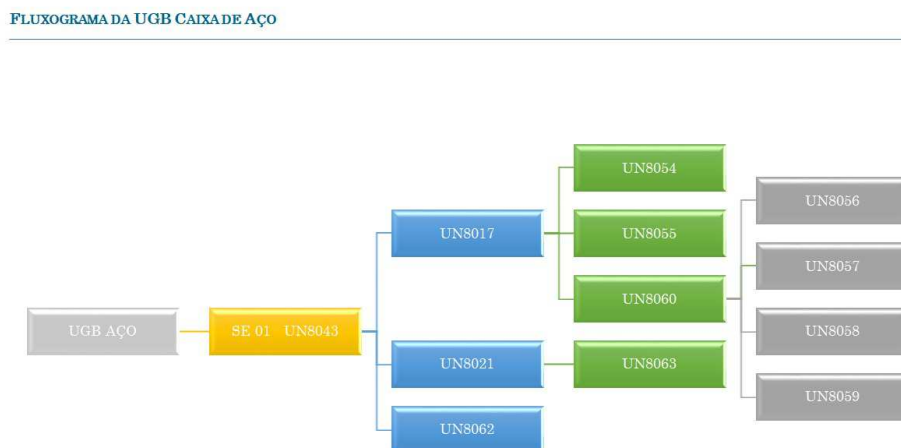 FLUXOGRAMA DA UGB CAIXA DE AÇO
UN8054
UN8056
UN8017
UN8055
UN8057
UN8060
UGB AÇO
SE 01 UN8043
UN8058
UN8021
UN8063
UN8059
UN8062